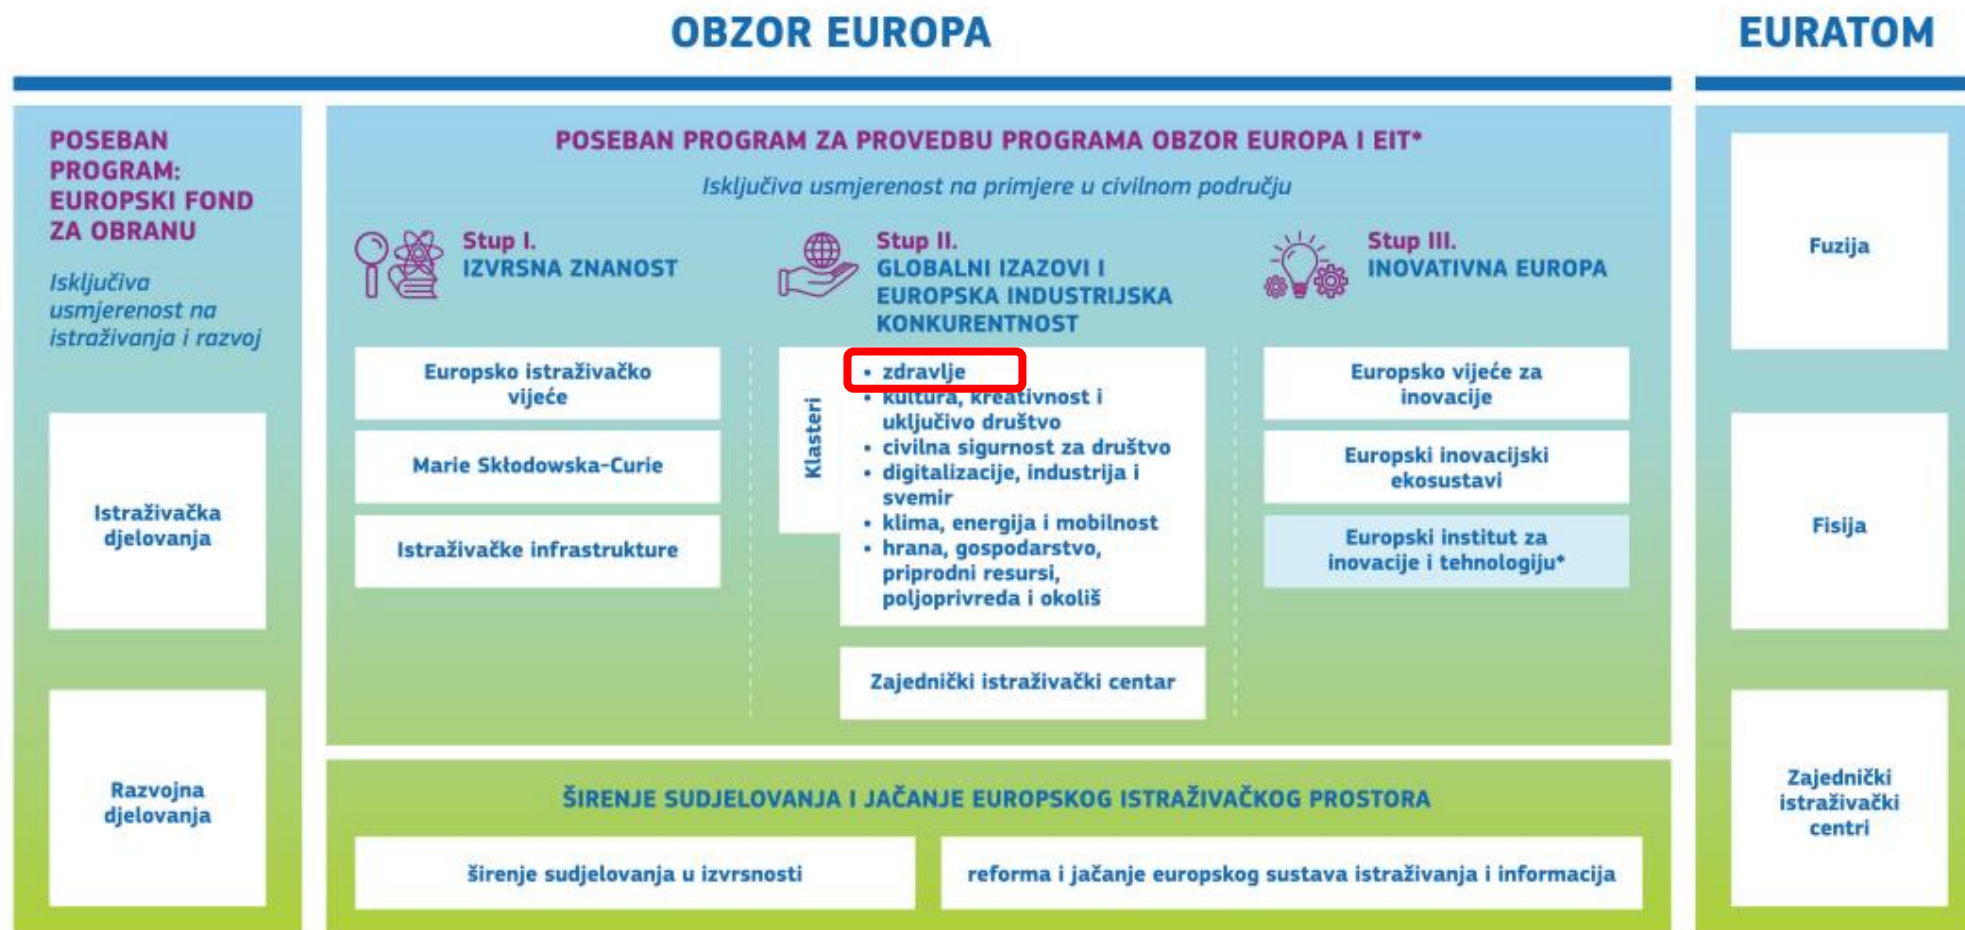 OBZOR EUROPA
EURATOM
POSEBAN
PROGRAM:
EUROPSKI FOND
ZA OBRANU
Isključiva
usmjerenost na
istraživanja i razvoj
Istraživačka
djelovanja
Razvojna
djelovanja
POSEBAN PROGRAM ZA PROVEDBU PROGRAMA OBZOR EUROPA I EIT*
Isključiva usmjerenost na primjere u civilnom području
Stup I.
IZVRSNA ZNANOST
Europsko istraživačko
vijeće
Marie Skłodowska-Curie
Istraživačke infrastrukture
Stup II.
GLOBALNI IZAZOVI I
EUROPSKA INDUSTRIJSKA
KONKURENTNOST
Klasteri
• zdravlje
• kultura, kreativnost i
uključivo društvo
• civilna sigurnost za društvo
• digitalizacije, industrija i
svemir
• klima, energija i mobilnost
• hrana, gospodarstvo,
priprodni resursi,
poljoprivreda i okoliš
Zajednički istraživački centar
Stup III.
INOVATIVNA EUROPA
Europsko vijeće za
inovacije
Europski inovacijski
ekosustavi
Europski institut za
inovacije i tehnologiju*
ŠIRENJE SUDJELOVANJA I JAČANJE EUROPSKOG ISTRAŽIVAČKOG PROSTORA
širenje sudjelovanja u izvrsnosti
reforma i jačanje europskog sustava istraživanja i informacija
Fuzija
Fisija
Zajednički
istraživački
centri